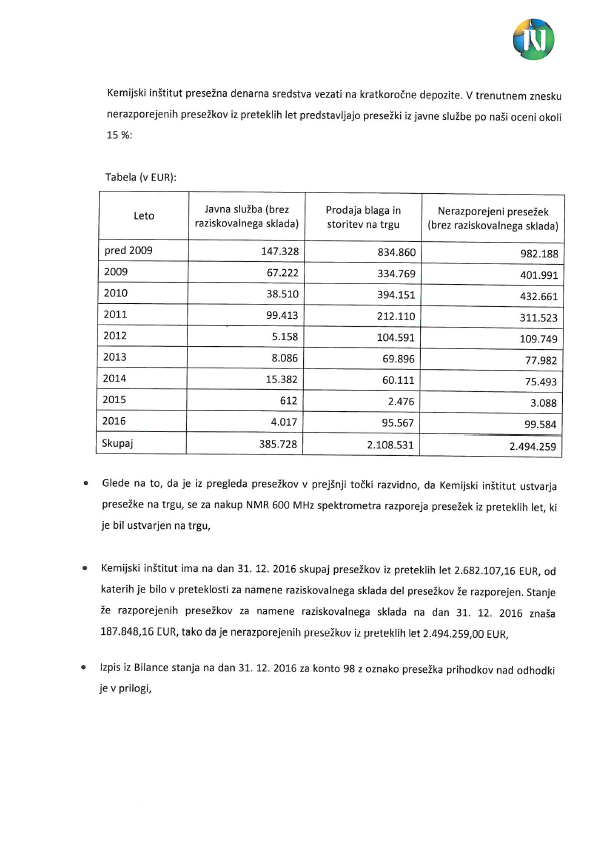 Kemijski inštitut presežna denarna sredstva vezati na kratkoročne depozite. V trenutnem znesku
nerazporejenih presežkov iz preteklih let predstavljajo presežki iz javne službe po naši oceni okoli
15 %:
Tabela (v EUR):
Leto Javna služba (brez raziskovalnega sklada) Prodaja blaga in storitev na trgu Nerazporejeni presežek (brez raziskovalnega sklada)
pred 2009 147.328 834.860 982.188
2009 67.222 334.769 401.991
2010 38.510 394.151 432.661
2011 99.413 212.110 311.523
2012 5.158 104.591 109.749
2013 8.086 69.896 77.982
2014 15.382 60.111 75.493
2015 612 2.476 3.088
2016 4.017 95.567 99.584
Skupaj 385.728 2.108.531 2.494.259
• Glede na to, da je iz pregleda presežkov v prejšnji točki razvidno, da Kemijski inštitut ustvarja
presežke na trgu, se za nakup NMR 600 MHz spektrometra razporeja presežek iz preteklih let, ki
je bil ustvarjen na trgu,
• Kemijski inštitut ima na dan 31. 12. 2016 skupaj presežkov iz preteklih let 2.682.107,16 EUR, od
katerih je bilo v preteklosti za namene raziskovalnega sklada del presežkov že razporejen. Stanje
že razporejenih presežkov za namene raziskovalnega sklada na dan 31. 12. 2016 znaša
187.848,16 EUR, tako da je nerazporejenih presežkov iz preteklih let 2.494.259,00 EUR,
• Izpis iz Bilance stanja na dan 31. 12. 2016 za konto 98 z oznako presežka prihodkov nad odhodki
je v prilogi,